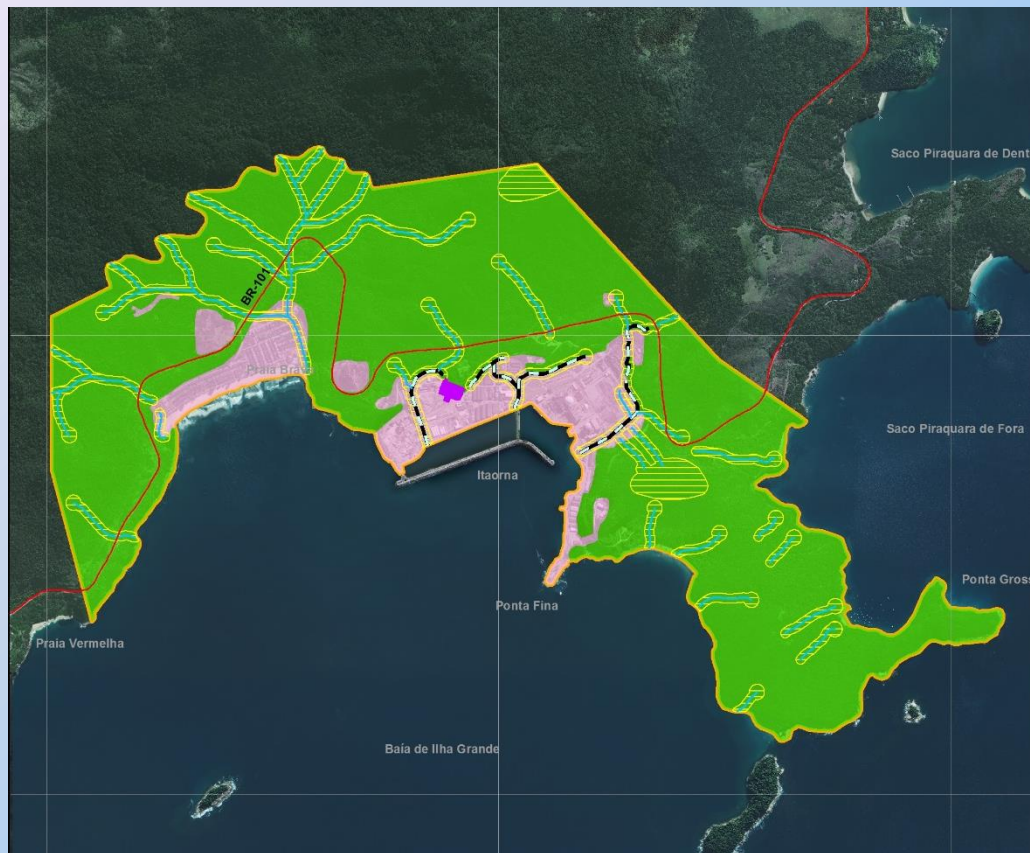 Saco Piraquara de Dent
BR-101
Praia Brava
Saco Piraquara de Fora
Itaorna
Ponta Gros
Ponta Fina
Praia Vermelha
Baía de Ilha Grande